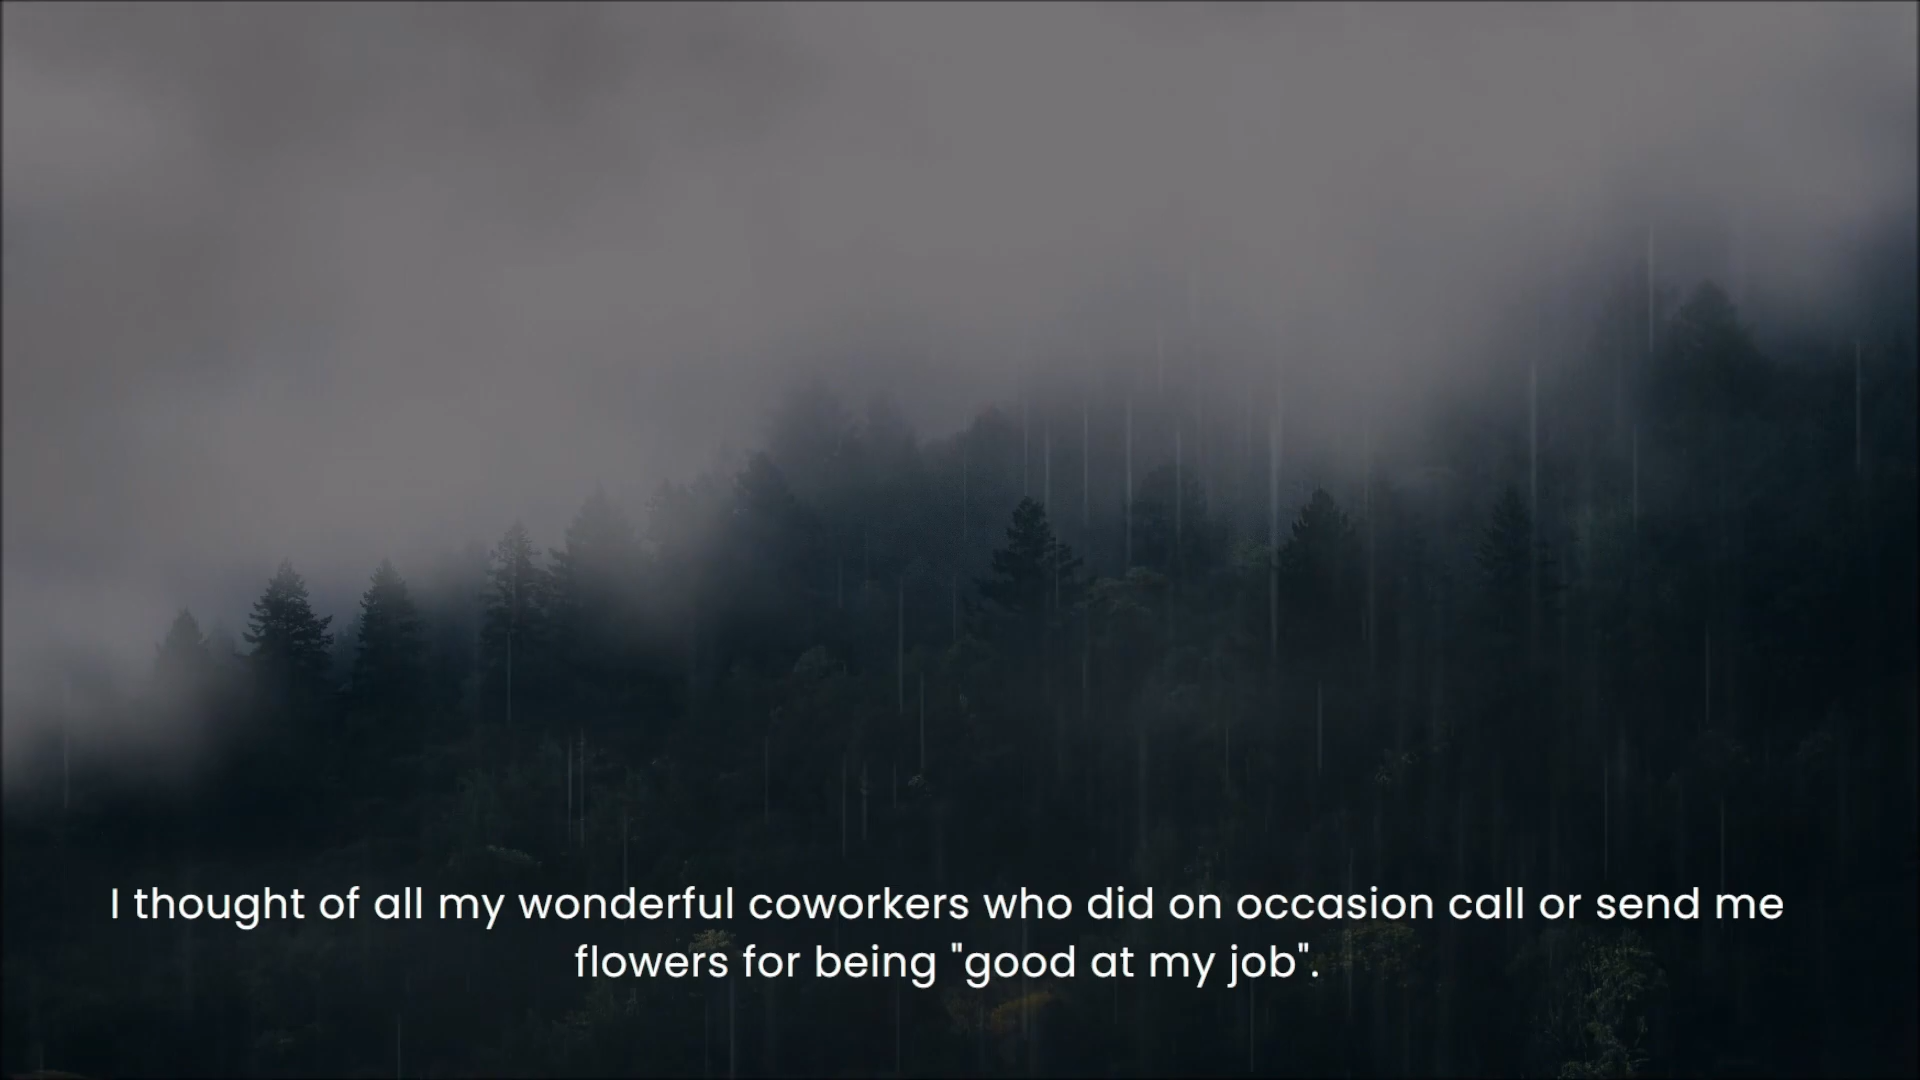 I thought of all my wonderful coworkers who did on occasion call or send me
flowers for being "good at my job".